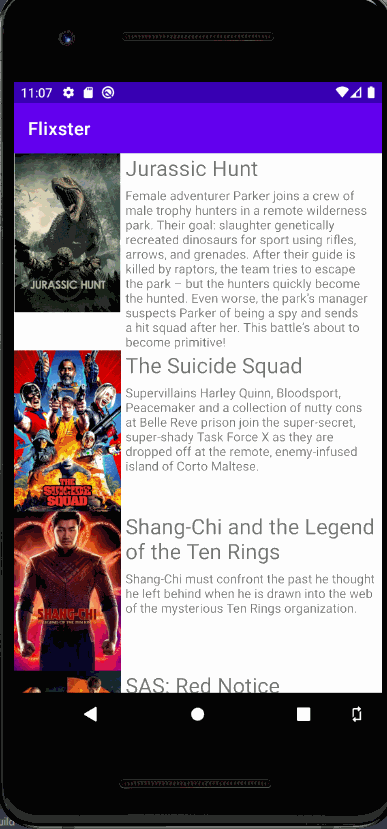 11:07
Flixster
Jurassic Hunt
Female adventurer Parker joins a crew of
male trophy hunters in a remote wilderness
park. Their goal: slaughter genetically
recreated dinosaurs for sport using rifles,
arrows, and grenades. After their guide is
killed by raptors, the team tries to escape
the park – but the hunters quickly become
the hunted. Even worse, the park's manager
suspects Parker of being a spy and sends
a hit squad after her. This battle's about to
become primitive!
JURASSIC HUNT
The Suicide Squad
Supervillains Harley Quinn, Bloodsport,
Peacemaker and a collection of nutty cons
at Belle Reve prison join the super-secret,
super-shady Task Force X as they are
dropped off at the remote, enemy-infused
island of Corto Maltese.
THE
SUICIDE
SQUAD
Shang-Chi and the Legend
of the Ten Rings
Shang-Chi must confront the past he thought
he left behind when he is drawn into the web
of the mysterious Ten Rings organization.
SHANG-CHI
LEGEND OF THE TEN RINGS
SAS: Red Notice